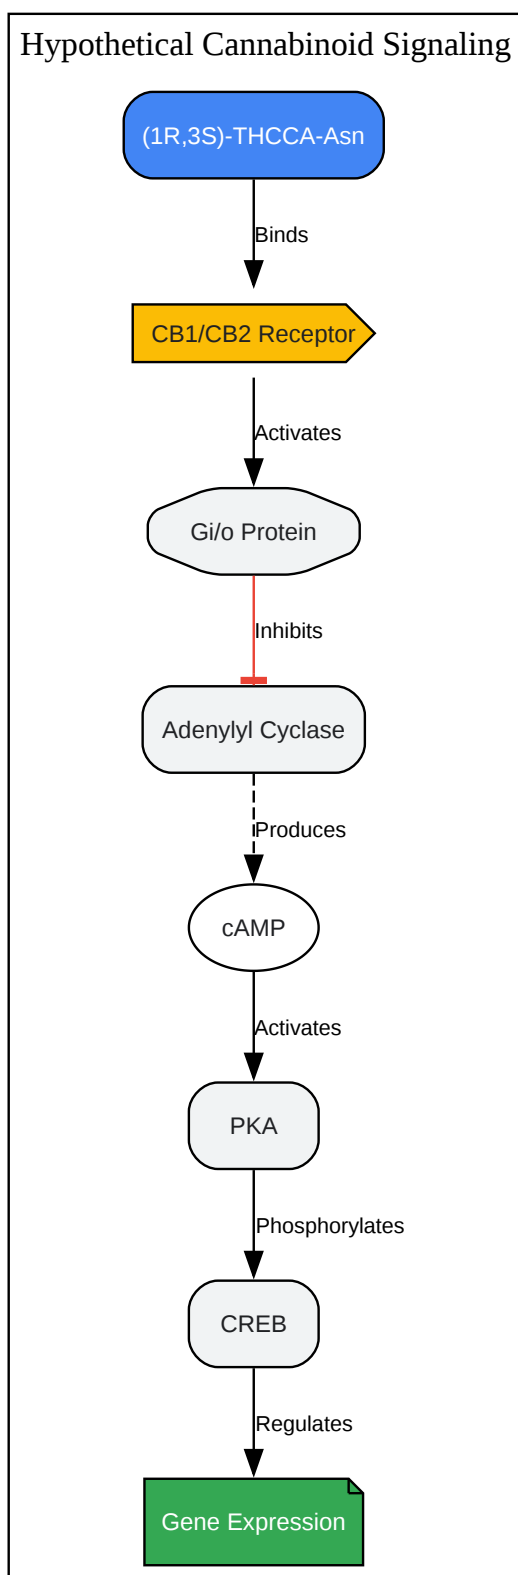 Hypothetical Cannabinoid Signaling
(1R,3S)-THCCA-Asn
Binds
CB1/CB2 Receptor
Activates
Gi/o Protein
Inhibits
Adenylyl Cyclase
Produces
cAMP
Activates
PKA
Phosphorylates
CREB
Regulates
Gene Expression